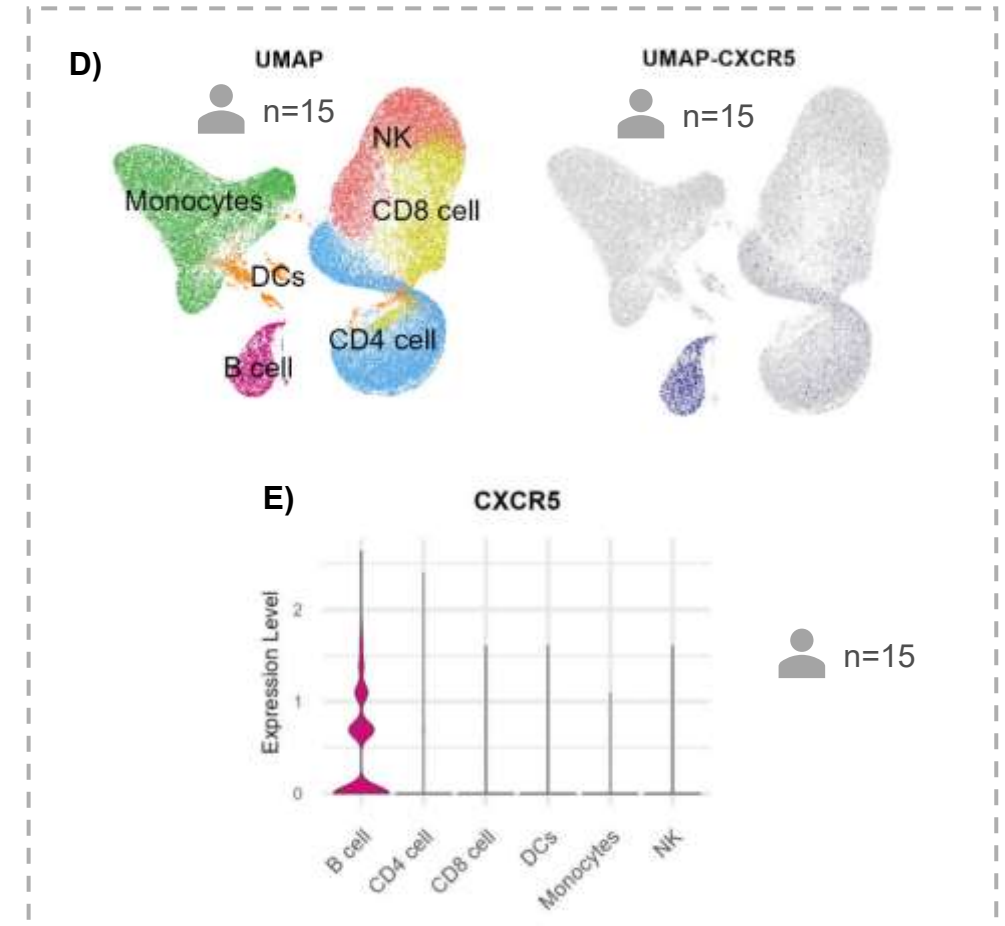 D)
UMAP
UMAP-CXCR5
n=15
n=15
NK
Monocytes
CD8 cell
DCs
CD4 cell
B cell
E)
CXCR5
Expression Level
2
1
0
B cell
CD4 cell
CD8 cell
DCs
Monocytes
NK
n=15